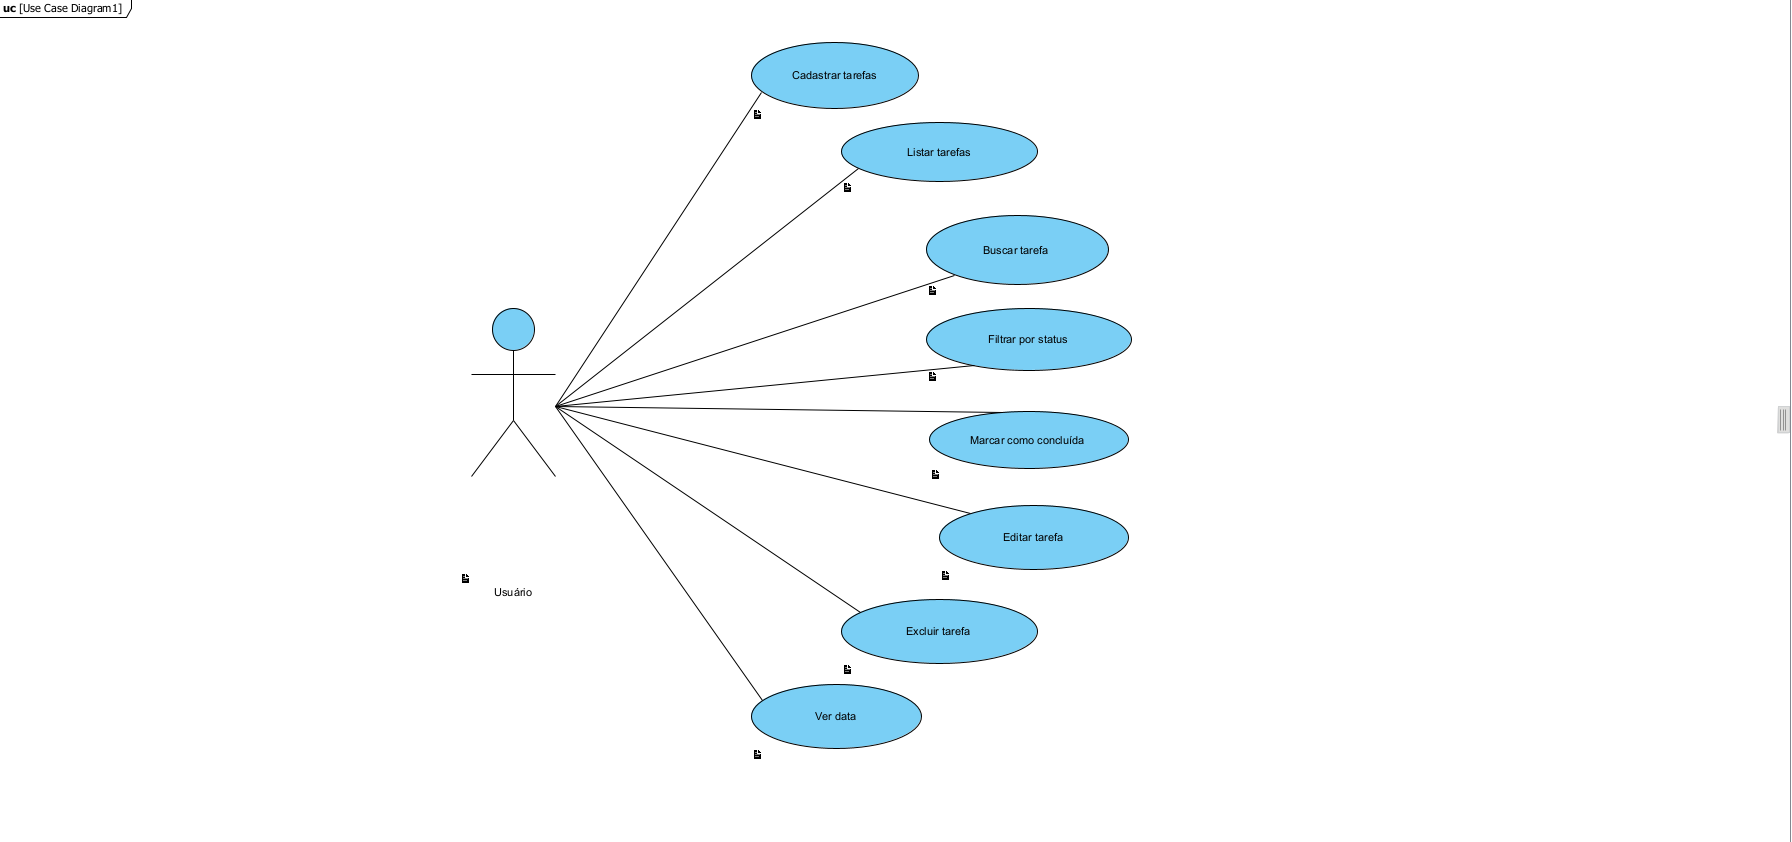 uc [Use Case Diagram1]
Cadastrar tarefas
Listar tarefas
Buscar tarefa
Filtrar por status
Marcar como concluída
Editar tarefa
Usuário
Excluir tarefa
Ver data